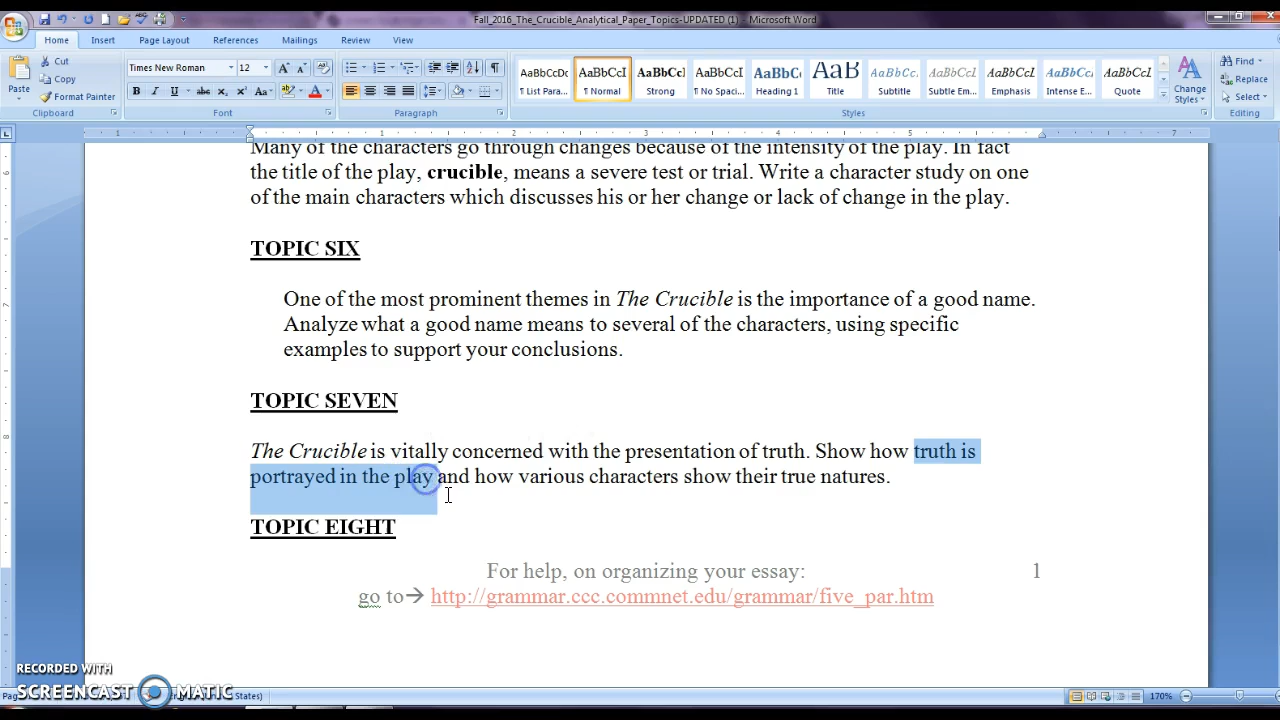 Fall_2016_The_Crucible_Analytical_Paper_Topics-UPDATED (1) - Microsoft Word
Home Insert Page Layout References Mailings Review View
Cut
Copy
Format Painter
Paste
Times New Roman 12
AaBbCcDc AaBbCcI AaBbCcI AaBbCcI AaBbC AaB AaBbCc. AaBbCcI AaBbCcI AaBbCcI AaBbCcI
¶ List Para... ¶ Normal Strong ¶ No Spaci... Heading 1 Title Subtitle Subtle Em... Emphasis Intense E... Quote
Change Styles
Find
Replace
Select
Clipboard Font Paragraph Styles Editing
Many of the characters go through changes because of the intensity of the play. In fact
the title of the play, crucible, means a severe test or trial. Write a character study on one
of the main characters which discusses his or her change or lack of change in the play.
TOPIC SIX
One of the most prominent themes in The Crucible is the importance of a good name.
Analyze what a good name means to several of the characters, using specific
examples to support your conclusions.
TOPIC SEVEN
The Crucible is vitally concerned with the presentation of truth. Show how truth is
portrayed in the play and how various characters show their true natures.
TOPIC EIGHT
For help, on organizing your essay: 1
go to→ http://grammar.ccc.commnet.edu/grammar/five_par.htm
RECORDED WITH
SCREENCAST MATIC
States)
170%